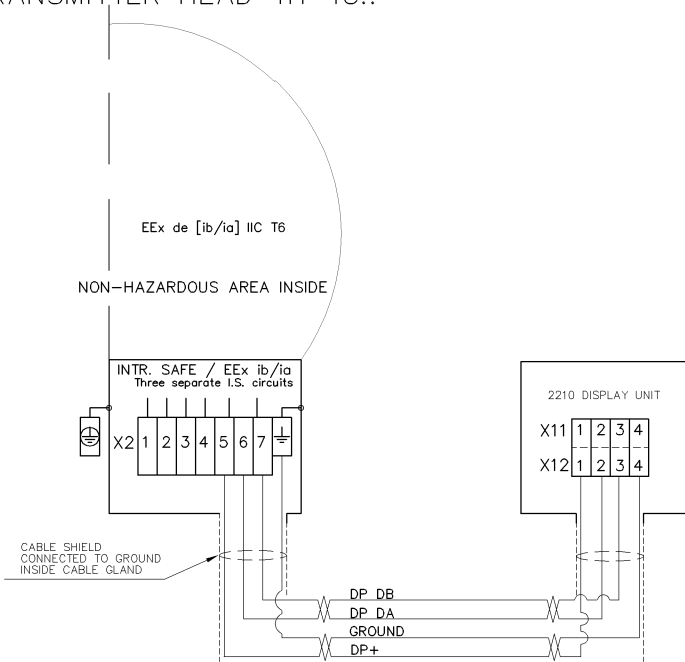 EEx de [ib/ia] IIC T6
NON-HAZARDOUS AREA INSIDE
INTR. SAFE / EEx ib/ia
Three separate I.S. circuits
X2 1 2 3 4 5 6 7
2210 DISPLAY UNIT
X11 1 2 3 4
X12 1 2 3 4
CABLE SHIELD
CONNECTED TO GROUND
INSIDE CABLE GLAND
DP DB
DP DA
GROUND
DP+